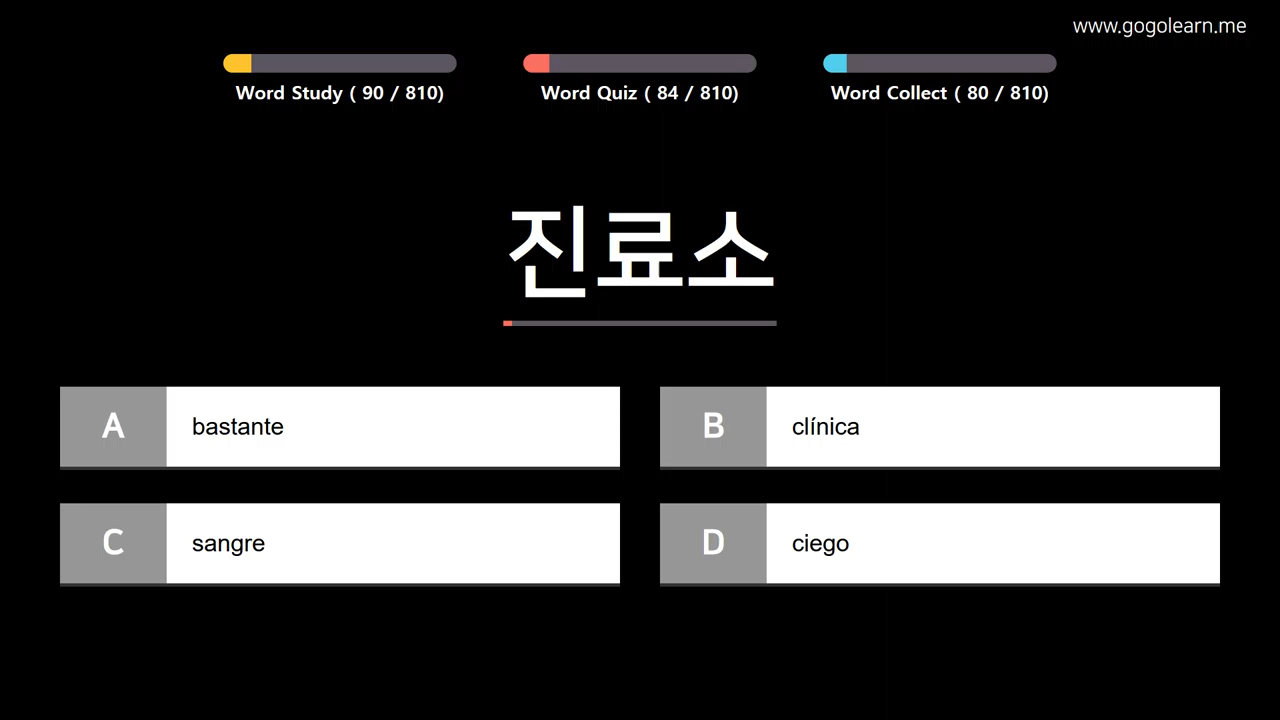 www.gogolearn.me
Word Study ( 90 / 810)
Word Quiz ( 84 / 810)
Word Collect ( 80 / 810)
진료소
A bastante
B clínica
C sangre
D ciego